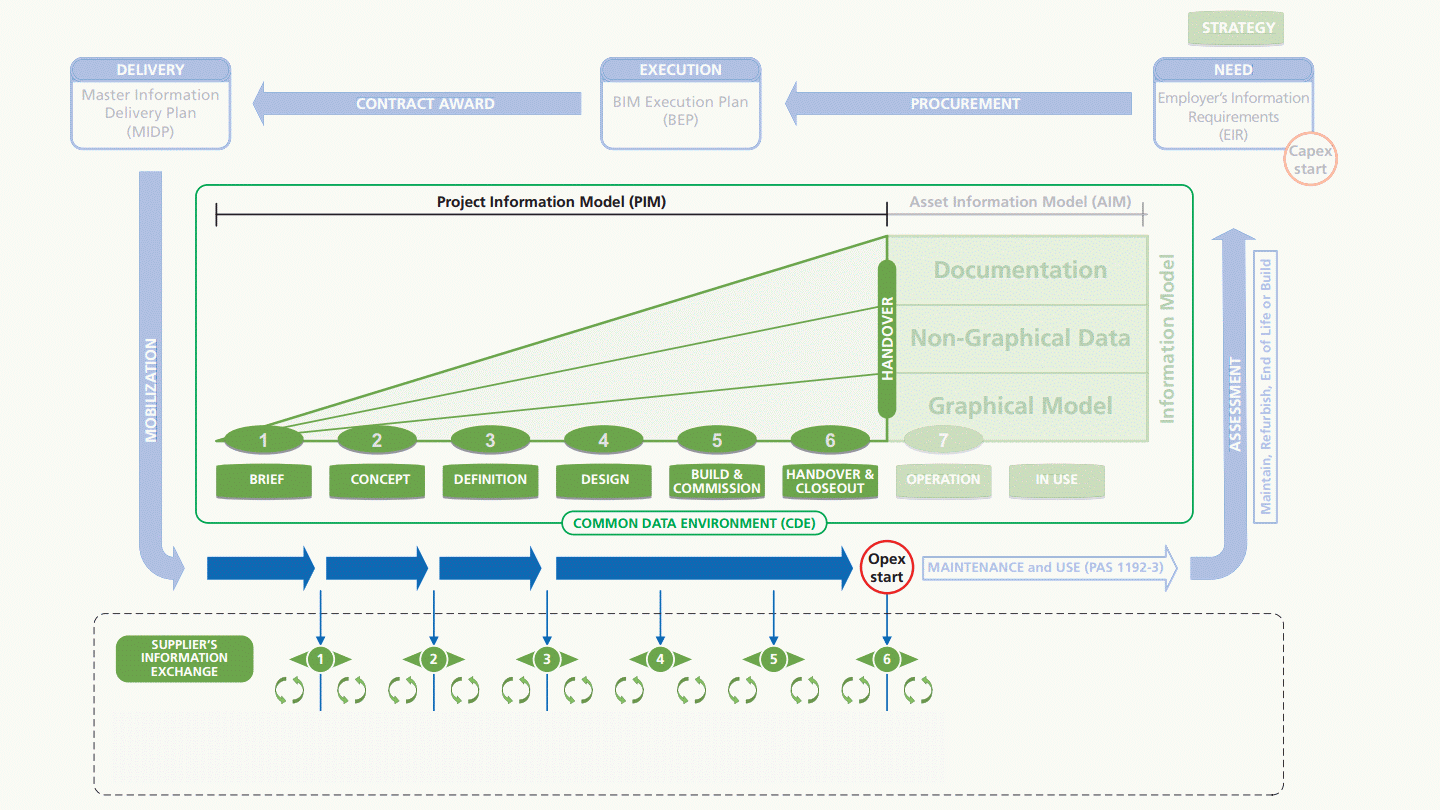 STRATEGY
DELIVERY
Master Information
Delivery Plan
(MIDP)
CONTRACT AWARD
EXECUTION
BIM Execution Plan
(BEP)
PROCUREMENT
NEED
Employer's Information
Requirements
(EIR)
Capex
start
MOBILIZATION
Project Information Model (PIM)
Asset Information Model (AIM)
Documentation
Non-Graphical Data
Graphical Model
HANDOVER
Information Model
1
2
3
4
5
6
7
BRIEF
CONCEPT
DEFINITION
DESIGN
BUILD &
COMMISSION
HANDOVER &
CLOSEOUT
OPERATION
IN USE
COMMON DATA ENVIRONMENT (CDE)
ASSESSMENT
Maintain, Refurbish, End of Life or Build
Opex
start
MAINTENANCE and USE (PAS 1192-3)
SUPPLIER'S
INFORMATION
EXCHANGE
1
2
3
4
5
6